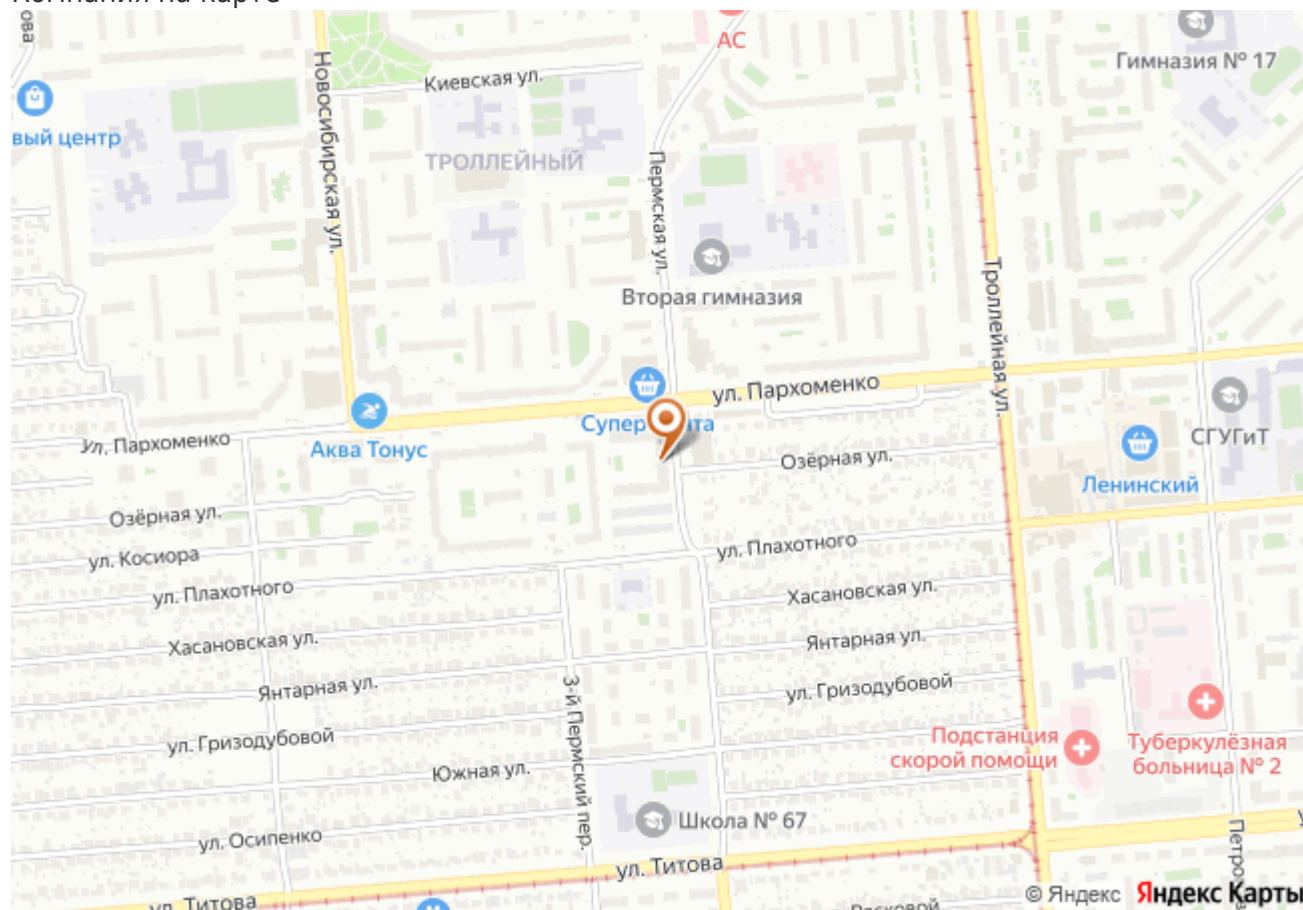 Компания на карте
АС
Гимназия № 17
Киевская ул.
Новосибирская ул.
вый центр
ТРОЛЛЕЙНЫЙ
Пермская ул.
Вторая гимназия
Троллейная ул.
ул. Пархоменко
Ул. Пархоменко
Аква Тонус
СГУГиТ
Озёрная ул.
Ленинский
Озёрная ул.
ул. Косиора
ул. Плахотного
ул. Плахотного
Хасановская ул.
Хасановская ул.
Янтарная ул.
Янтарная ул.
ул. Гризодубовой
3-й Пермский пер.
ул. Гризодубовой
Подстанция
скорой помощи
Туберкулёзная
больница № 2
Южная ул.
Школа № 67
ул. Осипенко
ул. Титова
ул. Титова
© Яндекс Яндекс Карты